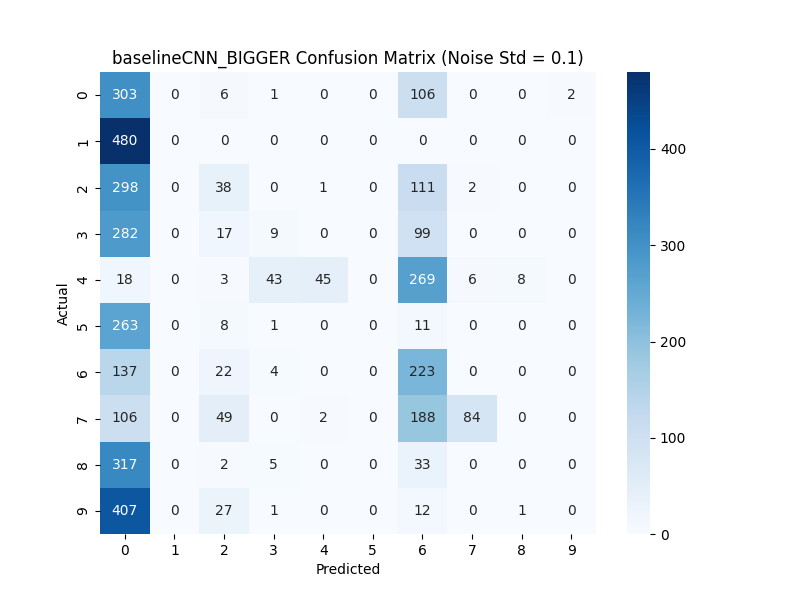 baselineCNN_BIGGER Confusion Matrix (Noise Std = 0.1)
0 303 0 6 1 0 0 106 0 0 2
1 480 0 0 0 0 0 0 0 0 0
2 298 0 38 0 1 0 111 2 0 0
3 282 0 17 9 0 0 99 0 0 0
4 18 0 3 43 45 0 269 6 8 0
5 263 0 8 1 0 0 11 0 0 0
6 137 0 22 4 0 0 223 0 0 0
7 106 0 49 0 2 0 188 84 0 0
8 317 0 2 5 0 0 33 0 0 0
9 407 0 27 1 0 0 12 0 1 0
0 1 2 3 4 5 6 7 8 9
Predicted
Actual
400
300
200
100
0